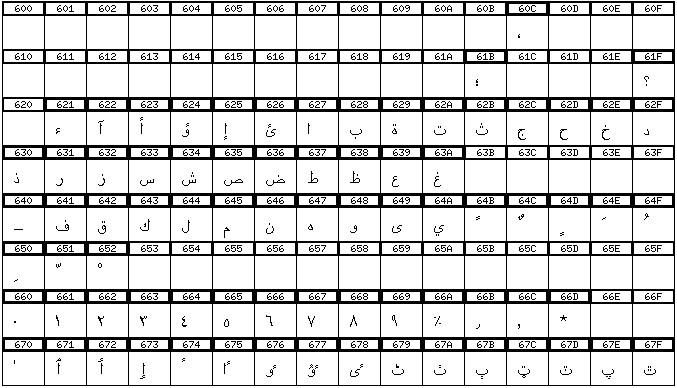 600 601 602 603 604 605 606 607 608 609 60A 60B 60C 60D 60E 60F
،
610 611 612 613 614 615 616 617 618 619 61A 61B 61C 61D 61E 61F
؛ ؟
620 621 622 623 624 625 626 627 628 629 62A 62B 62C 62D 62E 62F
ء آ أ ؤ إ ئ ا ب ة ت ث ج ح خ د
630 631 632 633 634 635 636 637 638 639 63A 63B 63C 63D 63E 63F
ذ ر ز س ش ص ض ط ظ ع غ
640 641 642 643 644 645 646 647 648 649 64A 64B 64C 64D 64E 64F
ـ ف ق ك ل م ن ه و ى ي ً ٌ ٍ َ ُ
650 651 652 653 654 655 656 657 658 659 65A 65B 65C 65D 65E 65F
ِ ّ ْ
660 661 662 663 664 665 666 667 668 669 66A 66B 66C 66D 66E 66F
٠ ١ ٢ ٣ ٤ ٥ ٦ ٧ ٨ ٩ ٪ ٫ ٬ ٭
670 671 672 673 674 675 676 677 678 679 67A 67B 67C 67D 67E 67F
ٰ ٱ ٲ ٳ ٴ ٵ ٶ ٷ ٸ ٹ ٺ ٻ ټ ٽ پ ٿ